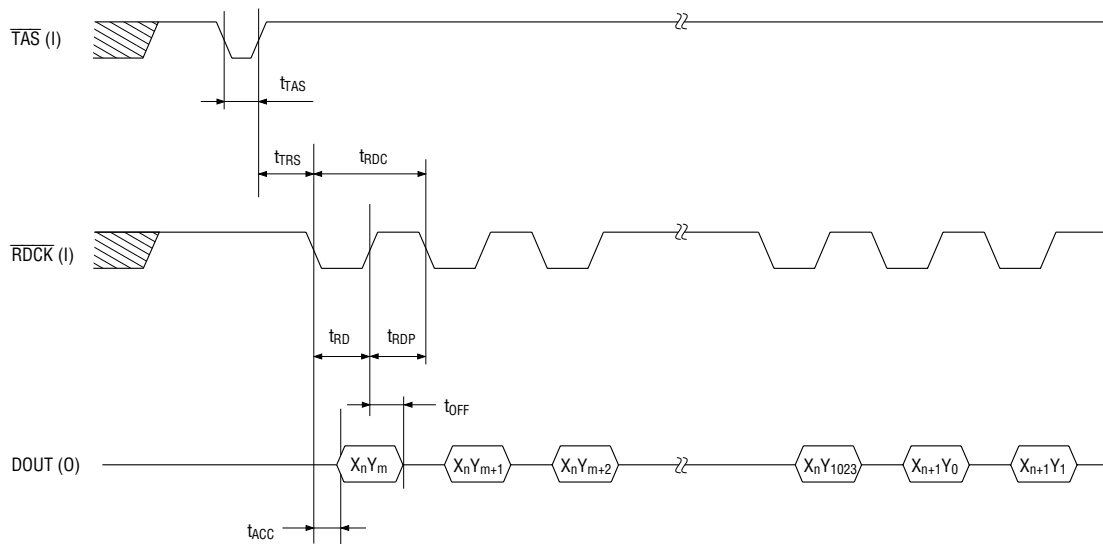 TAS (I)
tTAS
tTRS
tRDC
RDCK (I)
tRD
tRDP
tOFF
DOUT (O)
XnYm
XnYm+1
XnYm+2
XnY1023
Xn+1Y0
Xn+1Y1
tACC